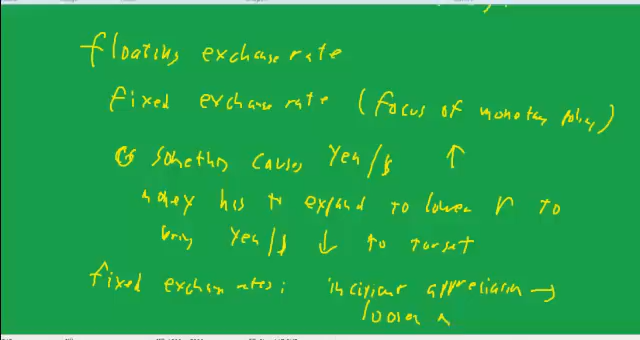 floating exchange rate
fixed exchange rate (focus of monetary policy)
something causes Yen/$ ↑
money has to expand to lower r to
bring Yen/$ ↓ to target
fixed exchange rates: incipient appreciation →
loosen